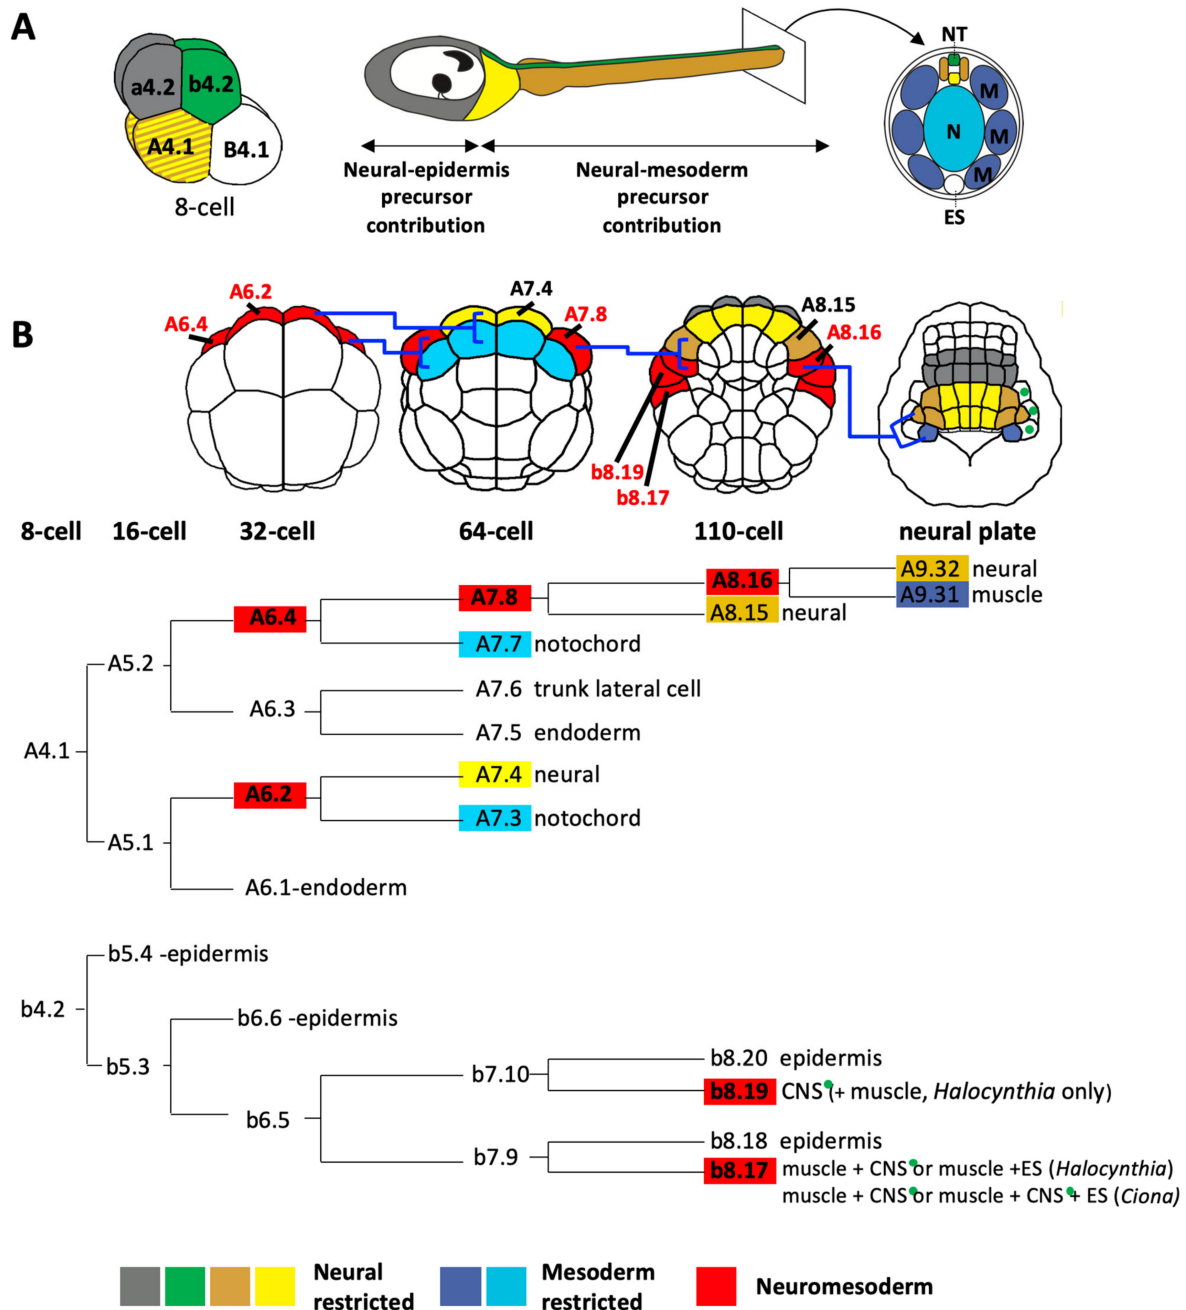 A
a4.2
b4.2
A4.1
B4.1
8-cell
Neural-epidermis
precursor
contribution
Neural-mesoderm
precursor
contribution
NT
M
N
M
M
ES
B
A6.2
A6.4
A7.4
A7.8
A8.15
A8.16
b8.19
b8.17
8-cell 16-cell 32-cell 64-cell 110-cell neural plate
A9.32 neural
A8.16
A9.31 muscle
A7.8
A8.15 neural
A6.4
A7.7 notochord
A5.2
A7.6 trunk lateral cell
A6.3
A7.5 endoderm
A4.1
A7.4 neural
A6.2
A7.3 notochord
A5.1
A6.1-endoderm
b5.4 -epidermis
b4.2
b6.6 -epidermis
b5.3
b8.20 epidermis
b7.10
b8.19 CNS (+ muscle, Halocynthia only)
b6.5
b8.18 epidermis
b7.9
b8.17 muscle + CNS or muscle +ES (Halocynthia)
muscle + CNS or muscle + CNS + ES (Ciona)
Neural
restricted
Mesoderm
restricted
Neuromesoderm